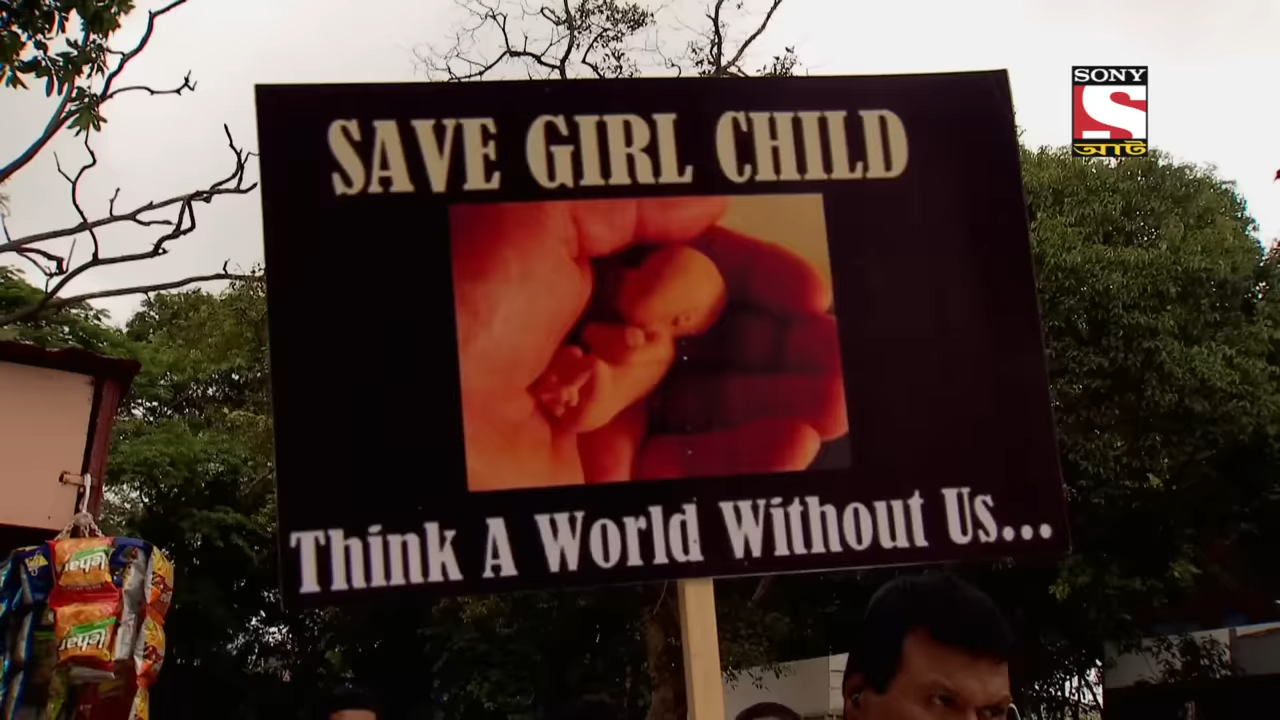 SAVE GIRL CHILD
Think A World Without Us...
SONY
S
আট
lehar
lehar